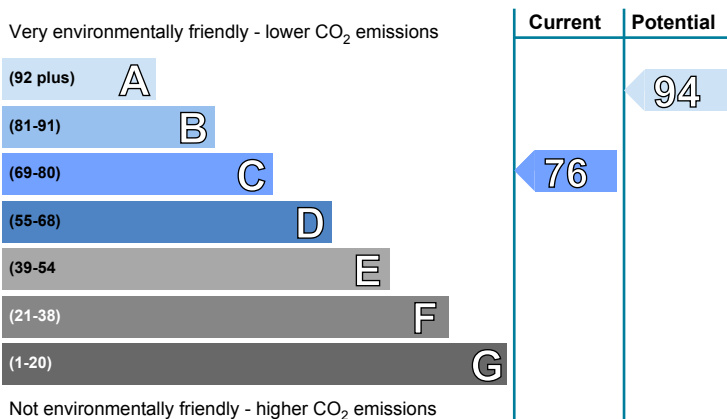 Very environmentally friendly - lower CO2 emissions
Current
Potential
(92 plus) A
94
(81-91) B
(69-80) C
76
(55-68) D
(39-54 E
(21-38) F
(1-20) G
Not environmentally friendly - higher CO2 emissions